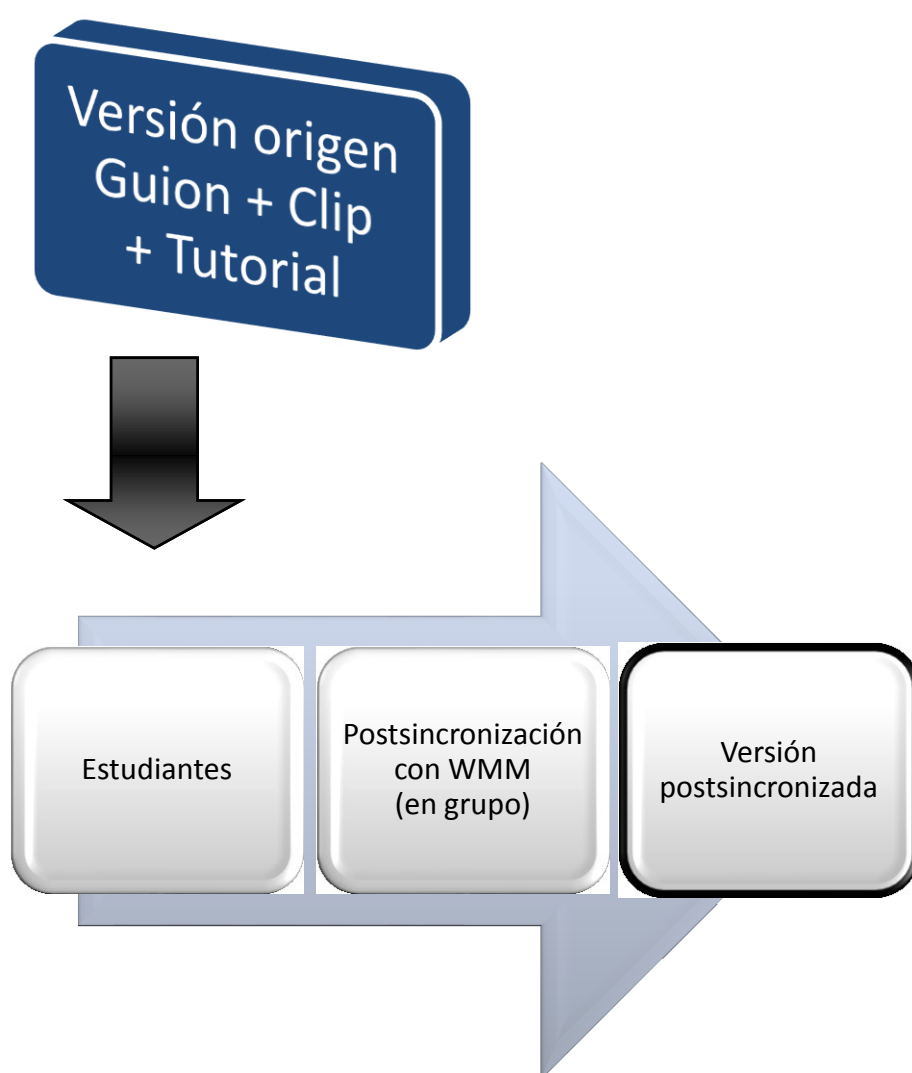 Versión origen
Guion + Clip
+ Tutorial
Estudiantes
Postsincronización
con WMM
(en grupo)
Versión
postsincronizada